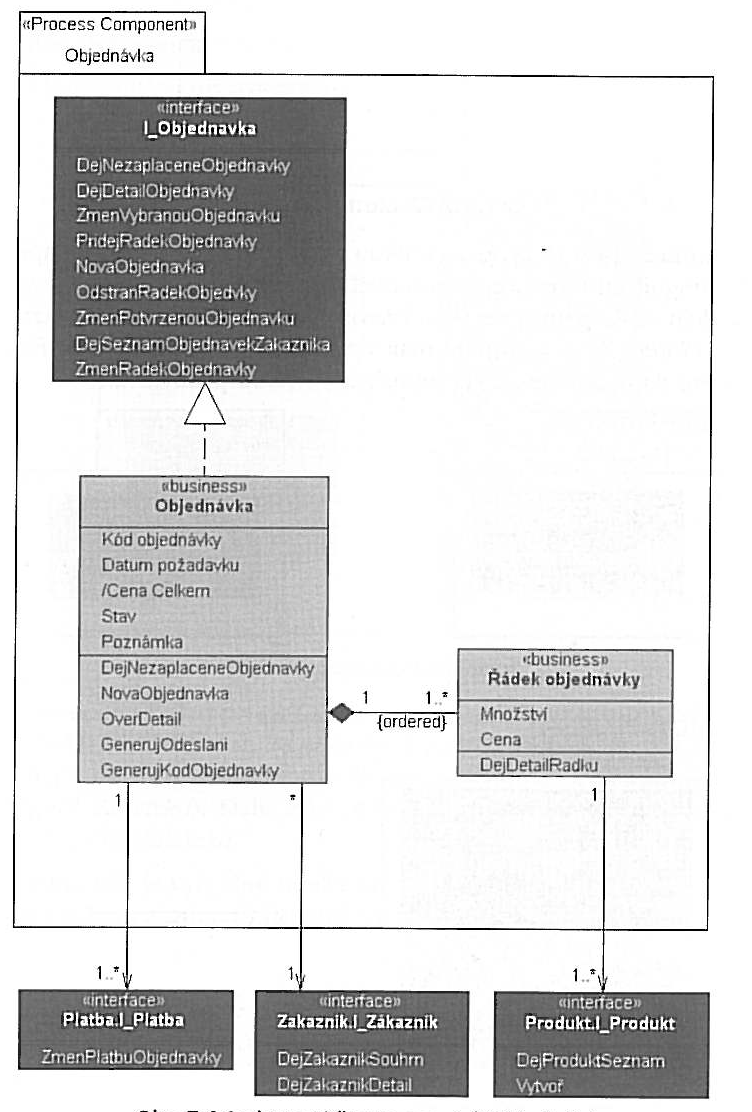 «Process Component»
Objednávka
«interface»
I_Objednavka
DejNezaplaceneObjednavky
DejDetailObjednavky
ZmenVybranouObjednavku
PridejRadekObjednavky
NovaObjednavka
OdstranRadekObjedvky
ZmenPotvrzenouObjednavku
DejSeznamObjednavekZakaznika
ZmenRadekObjednavky
«business»
Objednávka
Kód objednávky
Datum požadavku
/Cena Celkem
Stav
Poznámka
DejNezaplaceneObjednavky
NovaObjednavka
OverDetail
GenerujOdeslani
GenerujKodObjednavky
1 1..*
{ordered}
«business»
Řádek objednávky
Množství
Cena
DejDetailRadku
1 * 1
1..* 1 1..*
«interface»
Platba.I_Platba
ZmenPlatbuObjednavky
«interface»
Zakaznik.I_Zákazník
DejZakaznikSouhrn
DejZakaznikDetail
«interface»
Produkt.I_Produkt
DejProduktSeznam
Vytvoř